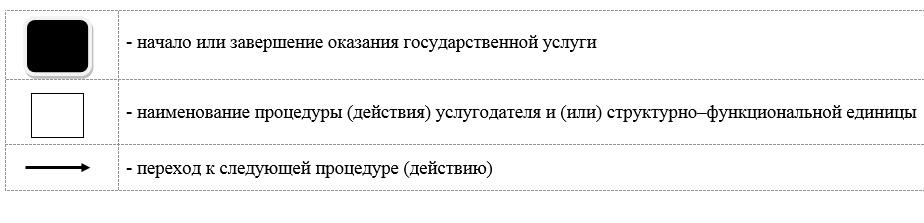 - начало или завершение оказания государственной услуги
- наименование процедуры (действия) услугодателя и (или) структурно–функциональной единицы
- переход к следующей процедуре (действию)